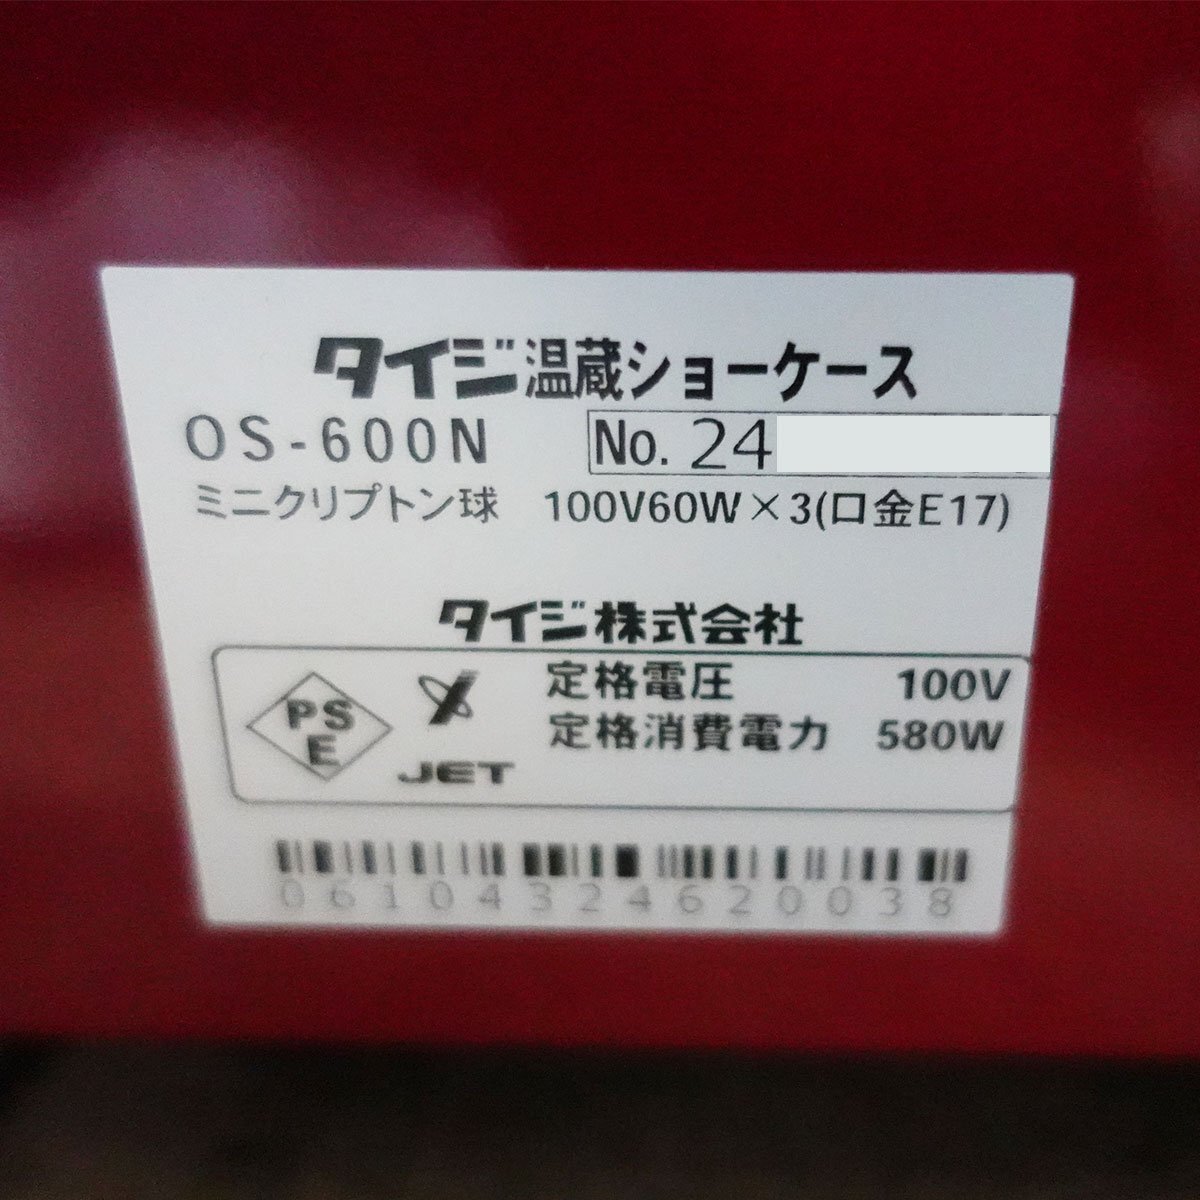 タイジ温蔵ショーケース
OS-600N No. 24
ミニクリプトン球 100V60W×3(口金E17)
タイジ株式会社
PS
E
JET
定格電圧 100V
定格消費電力 580W
06104324620038